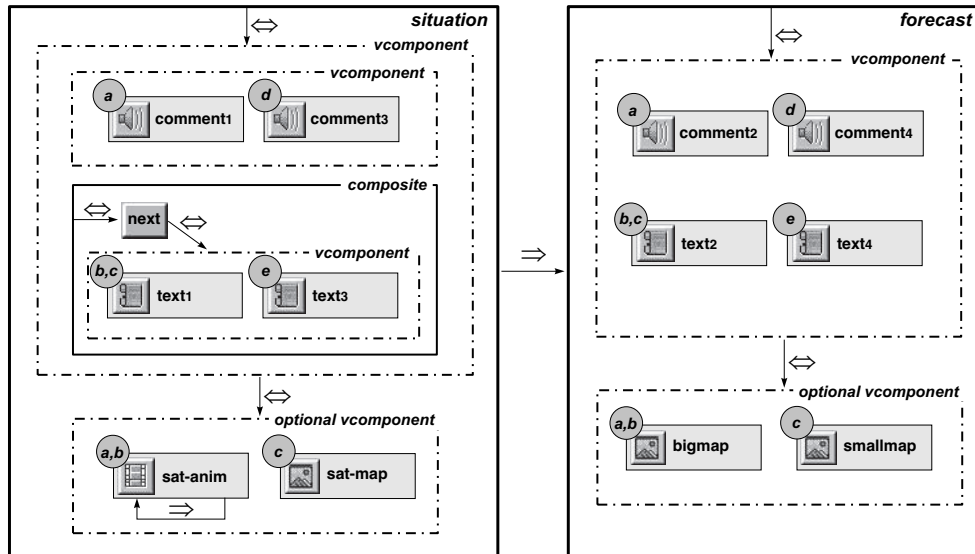 situation
⇔
vcomponent
vcomponent
a
d
comment1
comment3
composite
⇔
next
⇔
vcomponent
b,c
e
text1
text3
⇔
optional vcomponent
a,b
c
sat-anim
sat-map
⇒
⇒
forecast
⇔
vcomponent
a
d
comment2
comment4
b,c
e
text2
text4
⇔
optional vcomponent
a,b
c
bigmap
smallmap